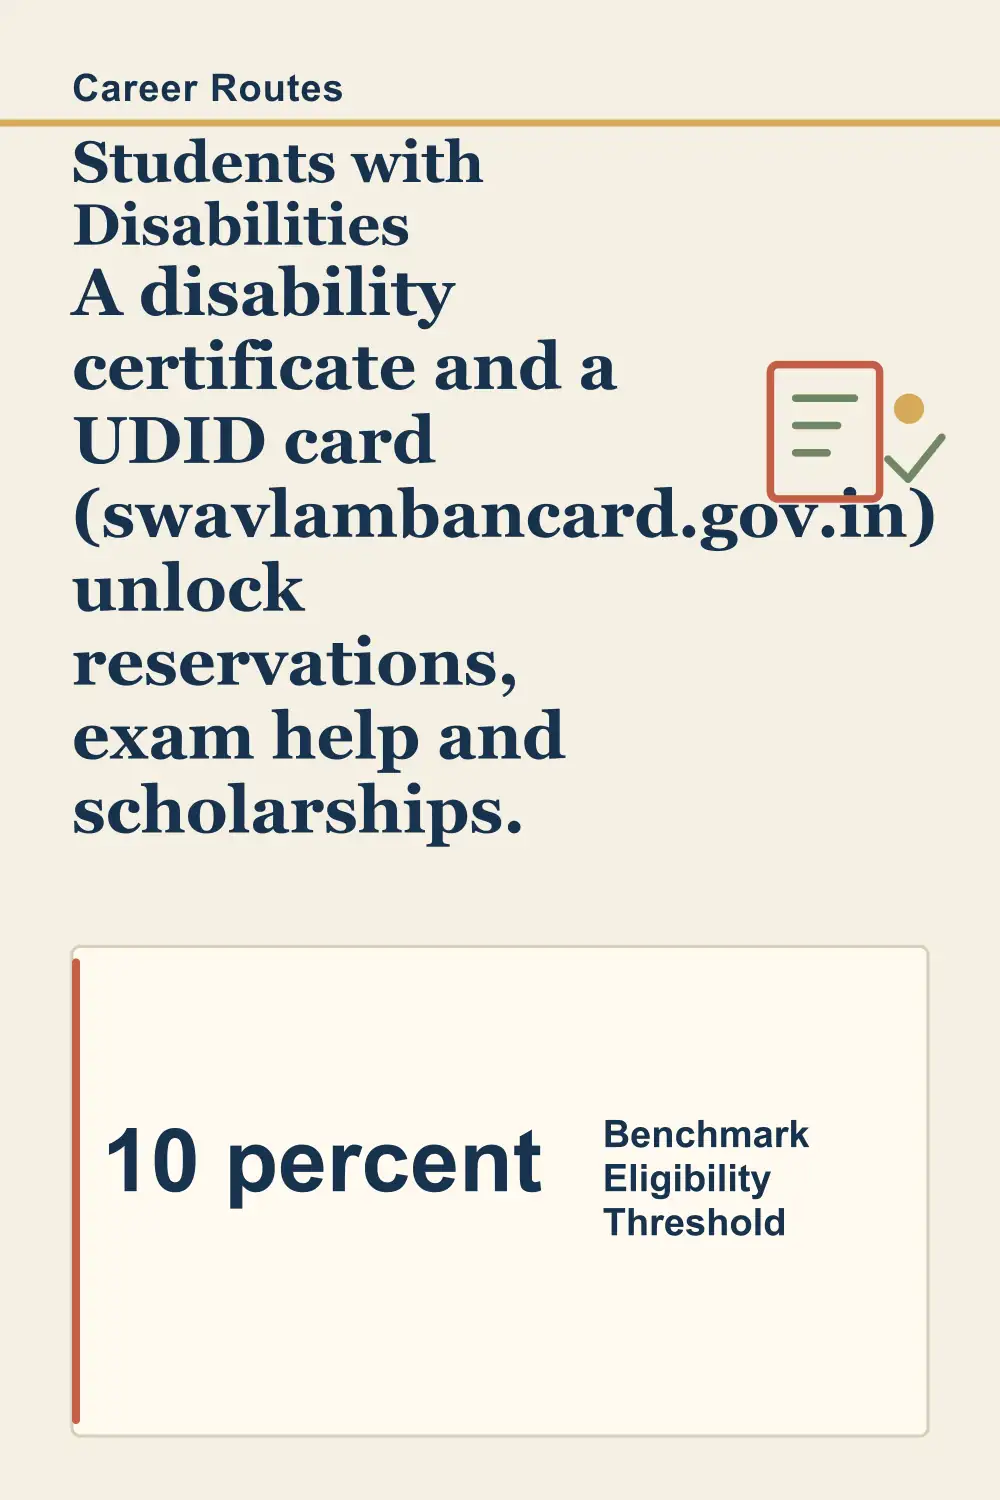 Career Routes
Students with
Disabilities
A disability
certificate and a
UDID card
(swavlambancard.gov.in)
unlock
reservations,
exam help and
scholarships.
10 percent
Benchmark
Eligibility
Threshold